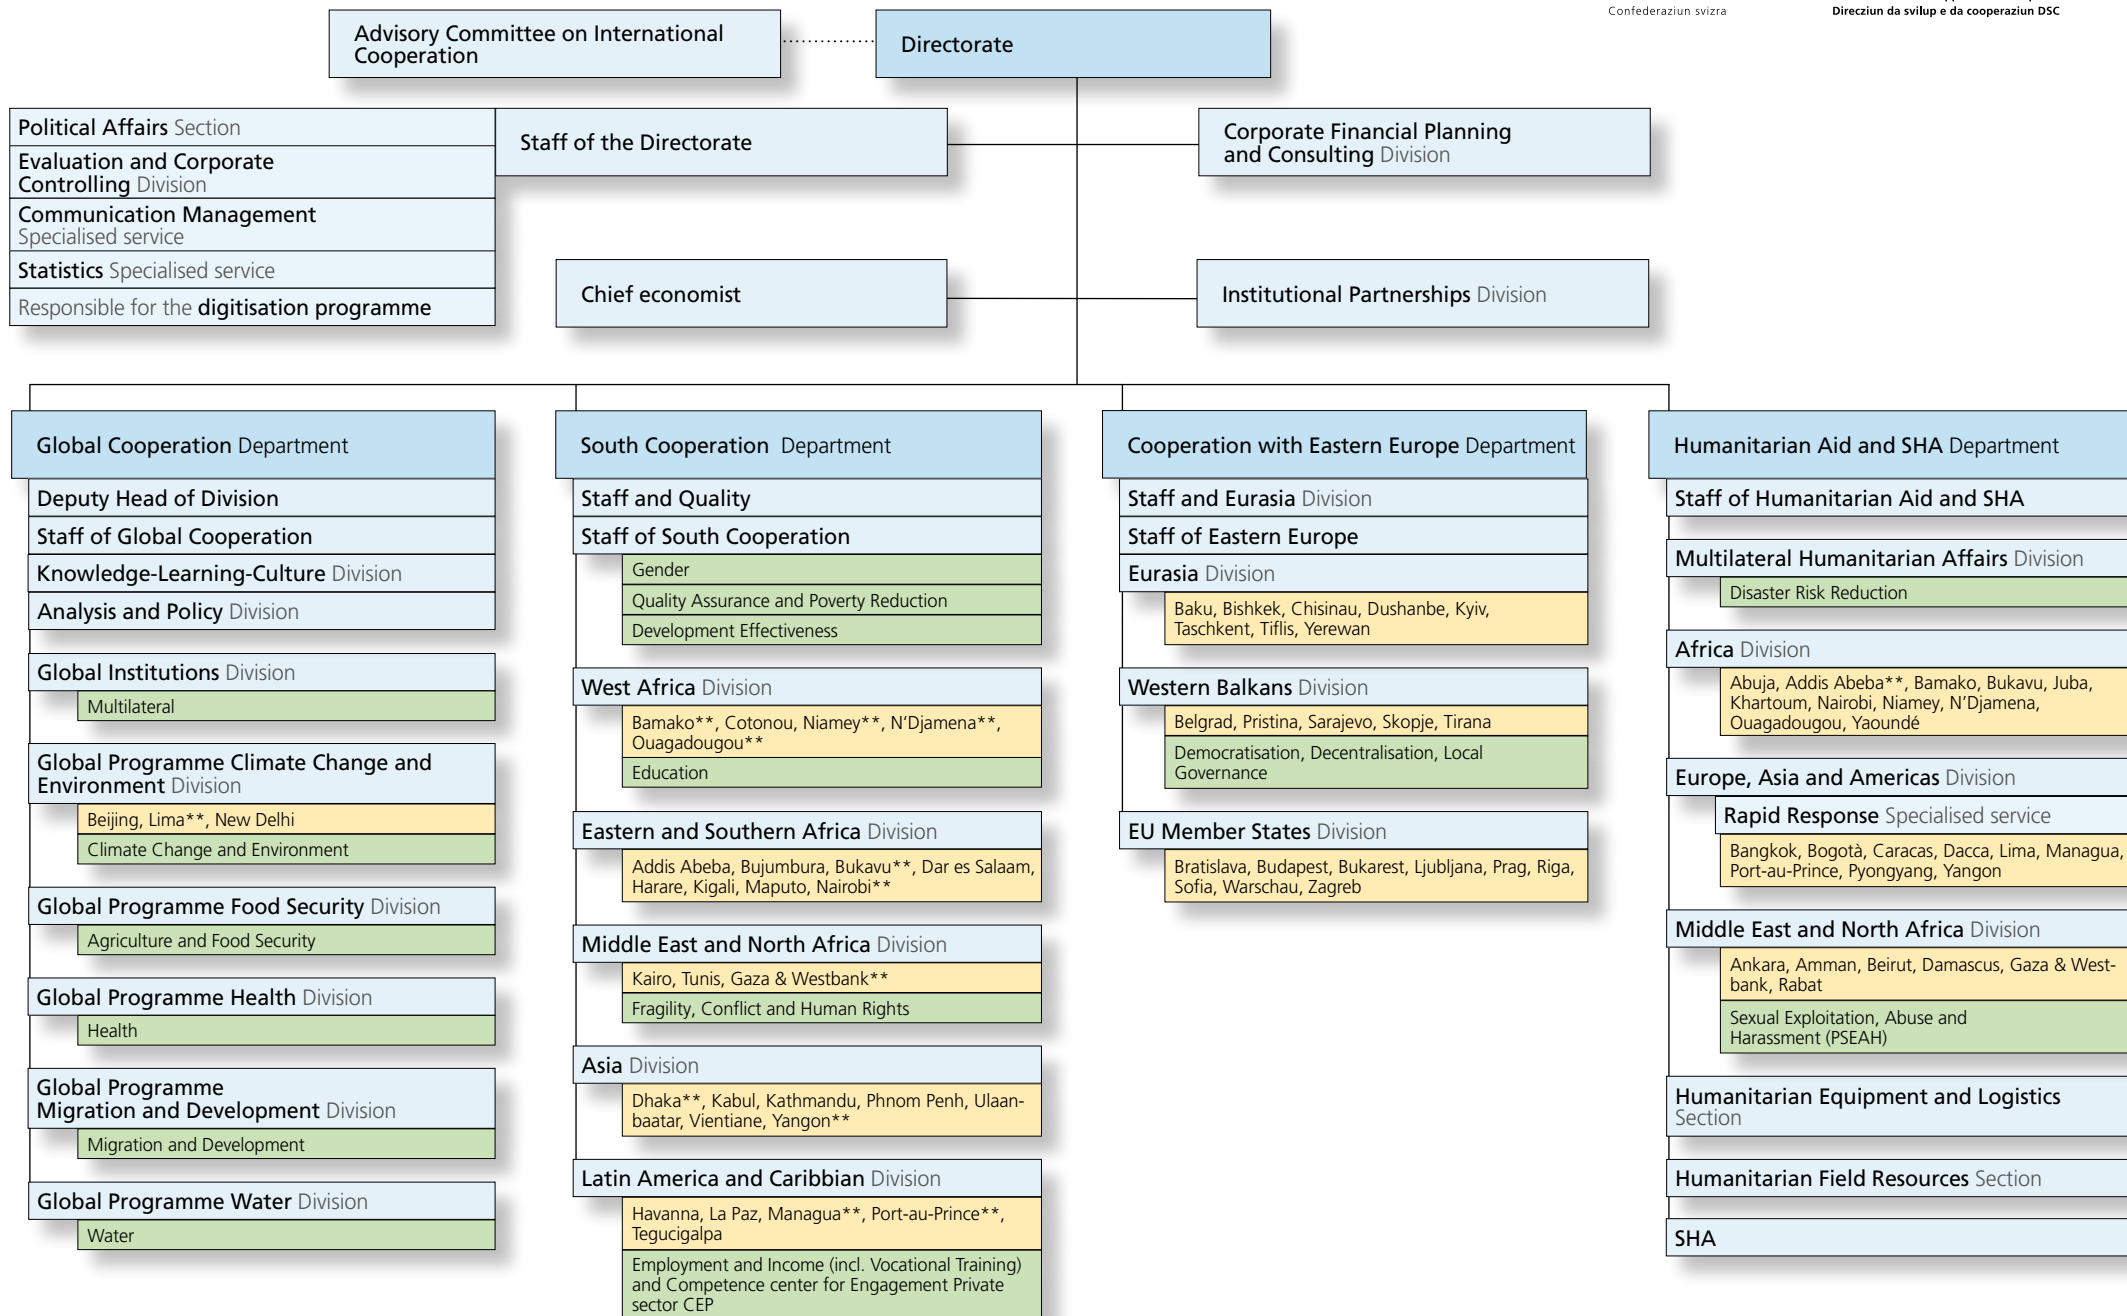 Confederaziun svizra
Direcziun da svilup e da cooperaziun DSC
Advisory Committee on International
Cooperation
Directorate
Political Affairs Section
Evaluation and Corporate
Controlling Division
Communication Management
Specialised service
Statistics Specialised service
Responsible for the digitisation programme
Staff of the Directorate
Corporate Financial Planning
and Consulting Division
Chief economist
Institutional Partnerships Division
Global Cooperation Department
Deputy Head of Division
Staff of Global Cooperation
Knowledge-Learning-Culture Division
Analysis and Policy Division
Global Institutions Division
Multilateral
Global Programme Climate Change and
Environment Division
Beijing, Lima**, New Delhi
Climate Change and Environment
Global Programme Food Security Division
Agriculture and Food Security
Global Programme Health Division
Health
Global Programme
Migration and Development Division
Migration and Development
Global Programme Water Division
Water
South Cooperation Department
Staff and Quality
Staff of South Cooperation
Gender
Quality Assurance and Poverty Reduction
Development Effectiveness
West Africa Division
Bamako**, Cotonou, Niamey**, N'Djamena**,
Ouagadougou**
Education
Eastern and Southern Africa Division
Addis Abeba, Bujumbura, Bukavu**, Dar es Salaam,
Harare, Kigali, Maputo, Nairobi**
Middle East and North Africa Division
Kairo, Tunis, Gaza & Westbank**
Fragility, Conflict and Human Rights
Asia Division
Dhaka**, Kabul, Kathmandu, Phnom Penh, Ulaan-
baatar, Vientiane, Yangon**
Latin America and Caribbian Division
Havanna, La Paz, Managua**, Port-au-Prince**,
Tegucigalpa
Employment and Income (incl. Vocational Training)
and Competence center for Engagement Private
sector CEP
Cooperation with Eastern Europe Department
Staff and Eurasia Division
Staff of Eastern Europe
Eurasia Division
Baku, Bishkek, Chisinau, Dushanbe, Kyiv,
Taschkent, Tiflis, Yerewan
Western Balkans Division
Belgrad, Pristina, Sarajevo, Skopje, Tirana
Democratisation, Decentralisation, Local
Governance
EU Member States Division
Bratislava, Budapest, Bukarest, Ljubljana, Prag, Riga,
Sofia, Warschau, Zagreb
Humanitarian Aid and SHA Department
Staff of Humanitarian Aid and SHA
Multilateral Humanitarian Affairs Division
Disaster Risk Reduction
Africa Division
Abuja, Addis Abeba**, Bamako, Bukavu, Juba,
Khartoum, Nairobi, Niamey, N'Djamena,
Ouagadougou, Yaoundé
Europe, Asia and Americas Division
Rapid Response Specialised service
Bangkok, Bogotà, Caracas, Dacca, Lima, Managua,
Port-au-Prince, Pyongyang, Yangon
Middle East and North Africa Division
Ankara, Amman, Beirut, Damascus, Gaza & West-
bank, Rabat
Sexual Exploitation, Abuse and
Harassment (PSEAH)
Humanitarian Equipment and Logistics
Section
Humanitarian Field Resources Section
SHA